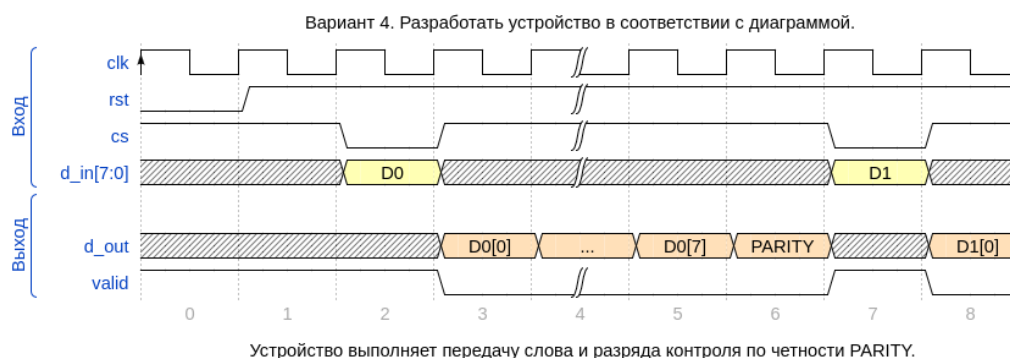 Вариант 4. Разработать устройство в соответствии с диаграммой.
Вход
clk
rst
cs
d_in[7:0] D0 D1
Выход
d_out D0[0] ... D0[7] PARITY D1[0]
valid
0 1 2 3 4 5 6 7 8
Устройство выполняет передачу слова и разряда контроля по четности PARITY.